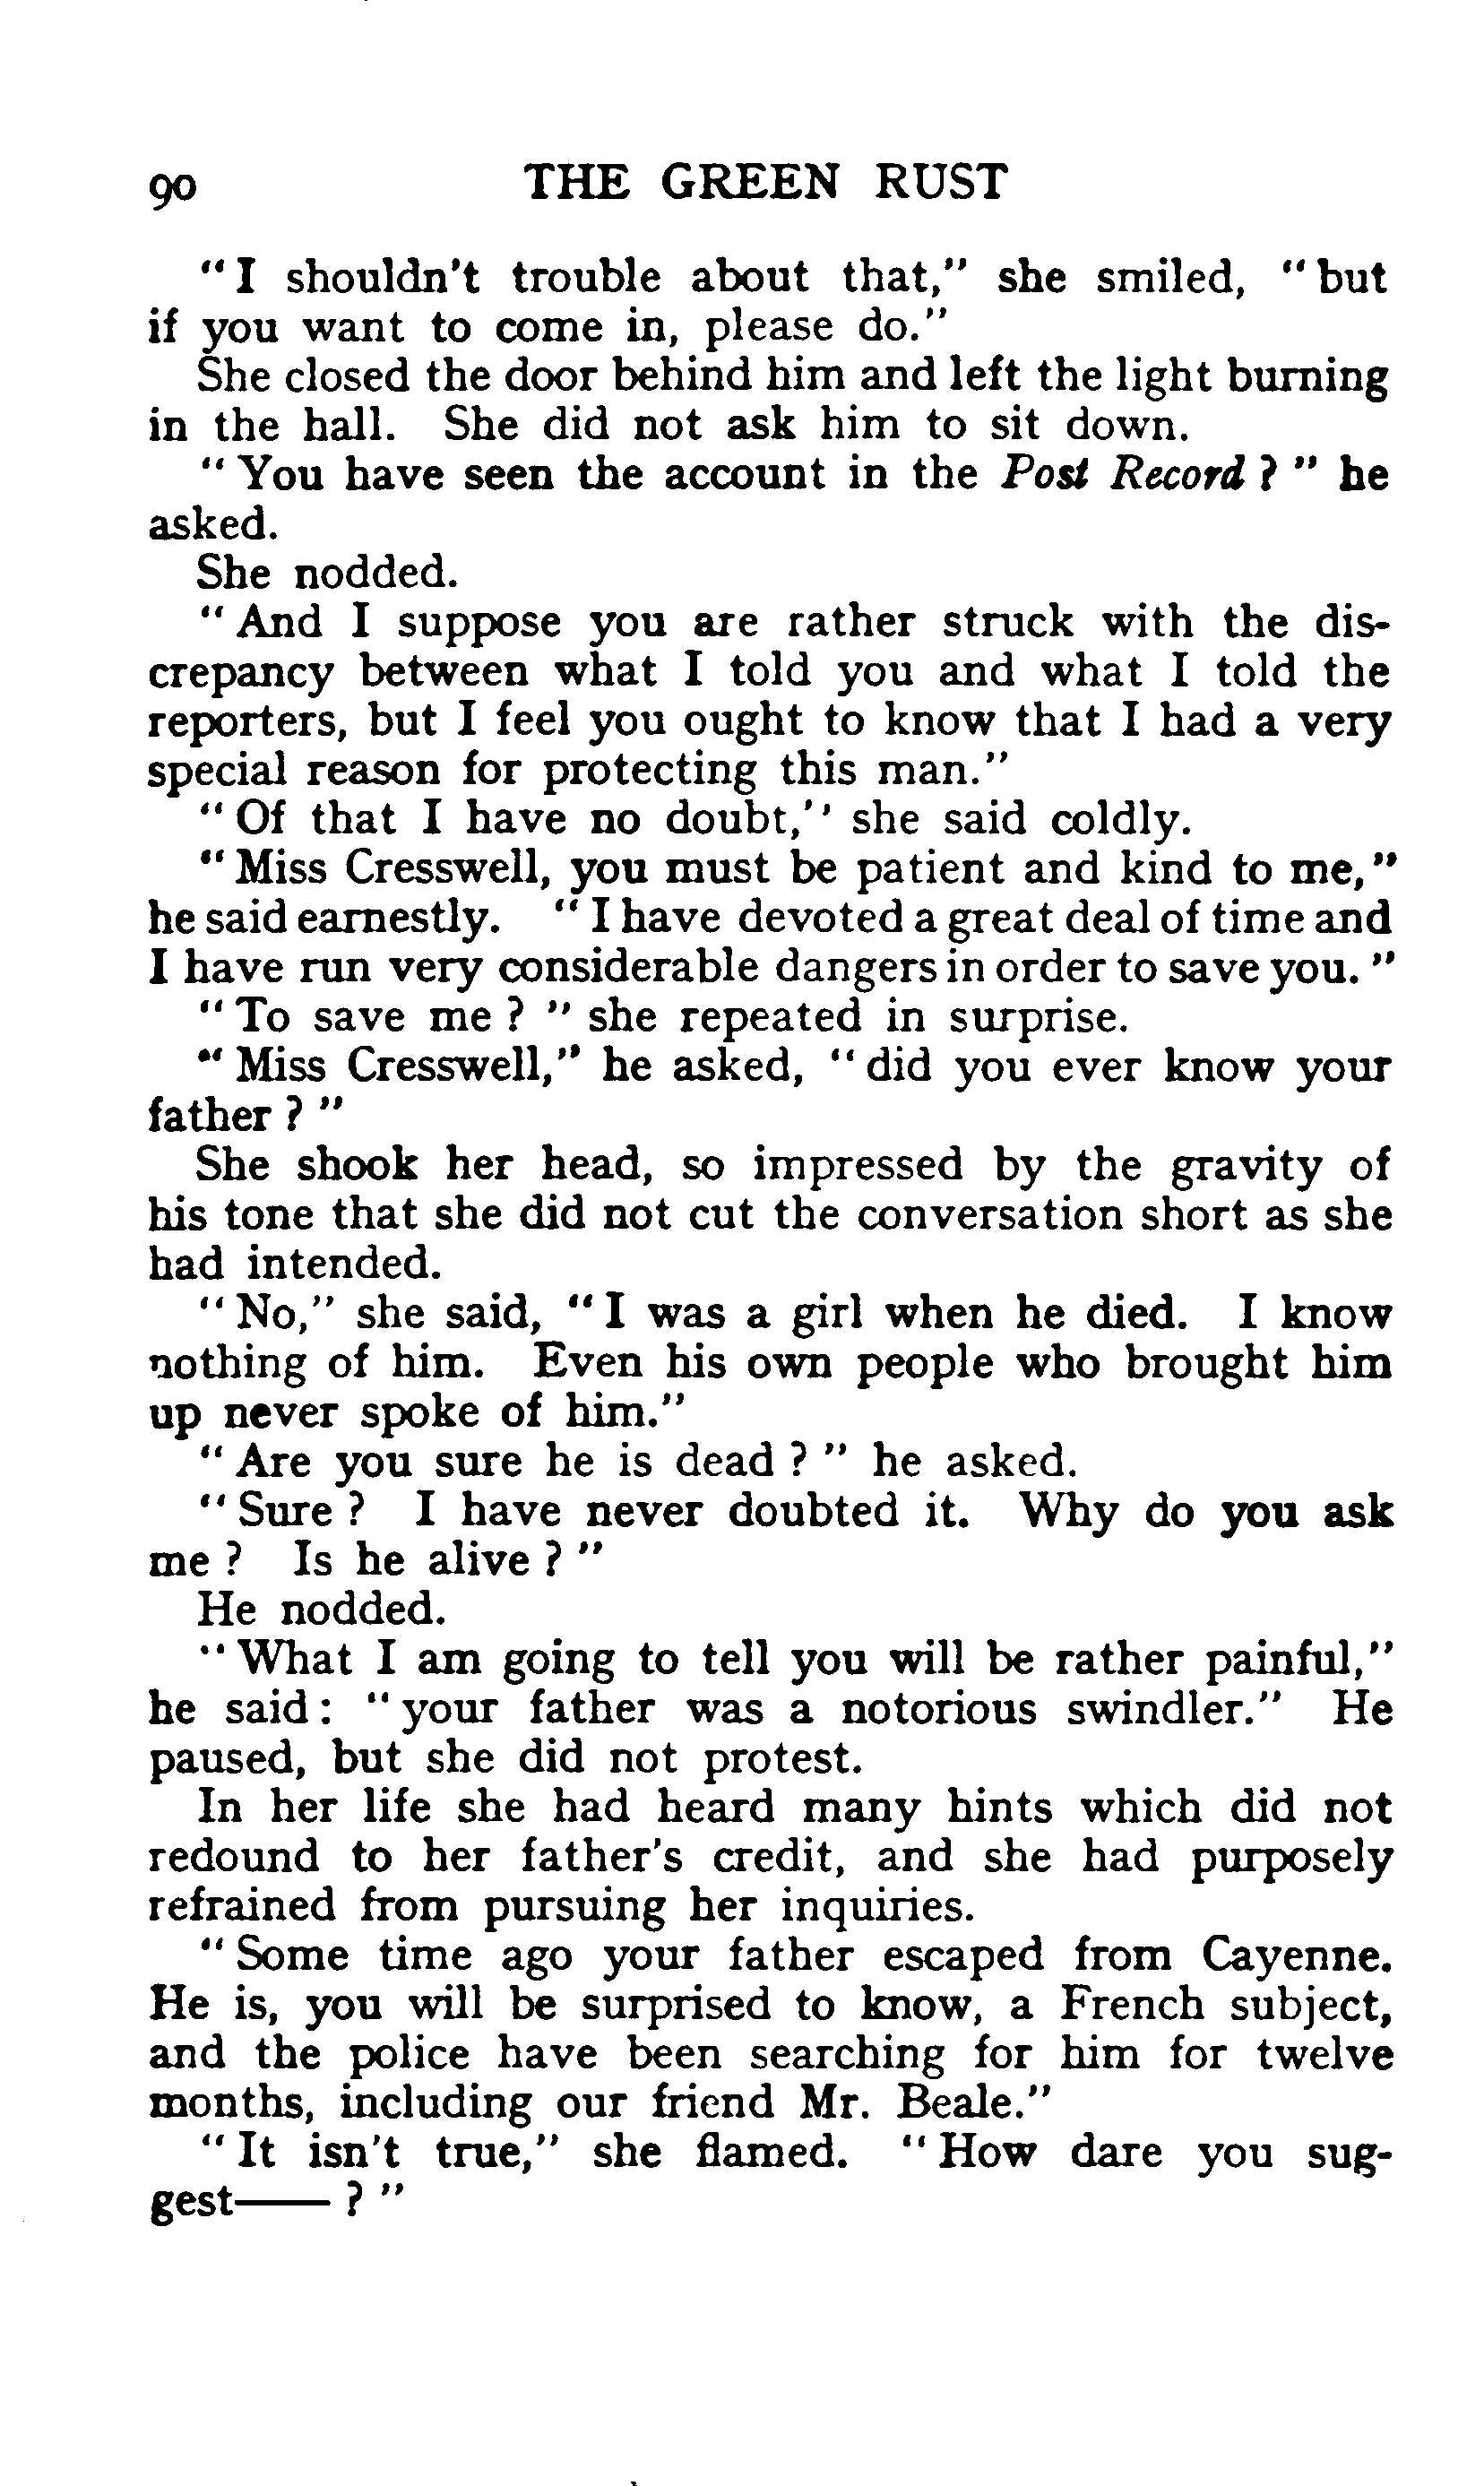 90 THE GREEN RUST
"I shouldn't trouble about that," she smiled, "but
if you want to come in, please do."
She closed the door behind him and left the light burning
in the hall. She did not ask him to sit down.
"You have seen the account in the Post Record ? " he
asked.
She nodded.
"And I suppose you are rather struck with the dis-
crepancy between what I told you and what I told the
reporters, but I feel you ought to know that I had a very
special reason for protecting this man."
"Of that I have no doubt," she said coldly.
"Miss Cresswell, you must be patient and kind to me,"
he said earnestly. "I have devoted a great deal of time and
I have run very considerable dangers in order to save you. "
"To save me ? " she repeated in surprise.
"Miss Cresswell," he asked, "did you ever know your
father ? "
She shook her head, so impressed by the gravity of
his tone that she did not cut the conversation short as she
had intended.
"No," she said, "I was a girl when he died. I know
nothing of him. Even his own people who brought him
up never spoke of him."
"Are you sure he is dead ? " he asked.
"Sure ? I have never doubted it. Why do you ask
me ? Is he alive ? "
He nodded.
"What I am going to tell you will be rather painful,"
he said : "your father was a notorious swindler." He
paused, but she did not protest.
In her life she had heard many hints which did not
redound to her father's credit, and she had purposely
refrained from pursuing her inquiries.
"Some time ago your father escaped from Cayenne.
He is, you will be surprised to know, a French subject,
and the police have been searching for him for twelve
months, including our friend Mr. Beale."
"It isn't true," she flamed. "How dare you sug-
gest—— ? "